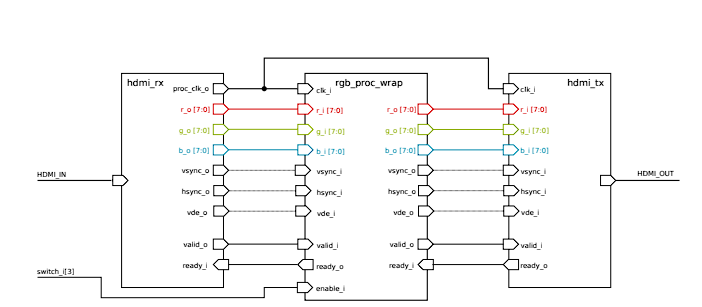 hdmi_rx
rgb_proc_wrap
hdmi_tx
proc_clk_o
clk_i
clk_i
r_o [7:0]
r_i [7:0]
r_o [7:0]
r_i [7:0]
g_o [7:0]
g_i [7:0]
g_o [7:0]
g_i [7:0]
b_o [7:0]
b_i [7:0]
b_o [7:0]
b_i [7:0]
vsync_o
vsync_i
vsync_o
vsync_i
HDMI_IN
HDMI_OUT
hsync_o
hsync_i
hsync_o
hsync_i
vde_o
vde_i
vde_o
vde_i
valid_o
valid_i
valid_o
valid_i
ready_i
ready_o
ready_i
ready_o
switch_i[3]
enable_i